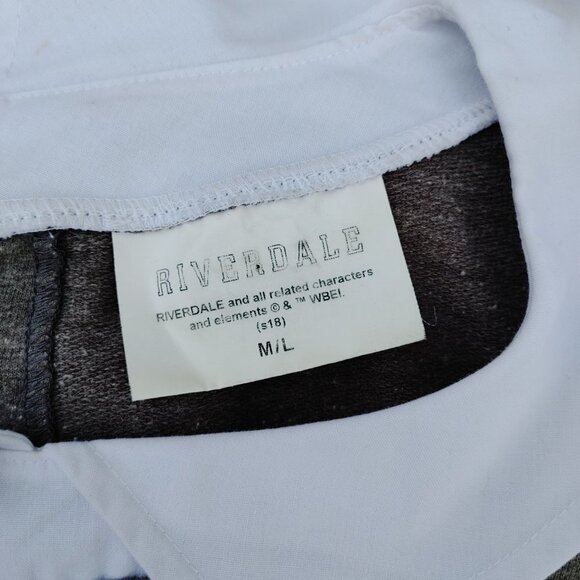 RIVERDALE
RIVERDALE and all related characters
and elements © & ™ WBEI.
(s18)
M/L